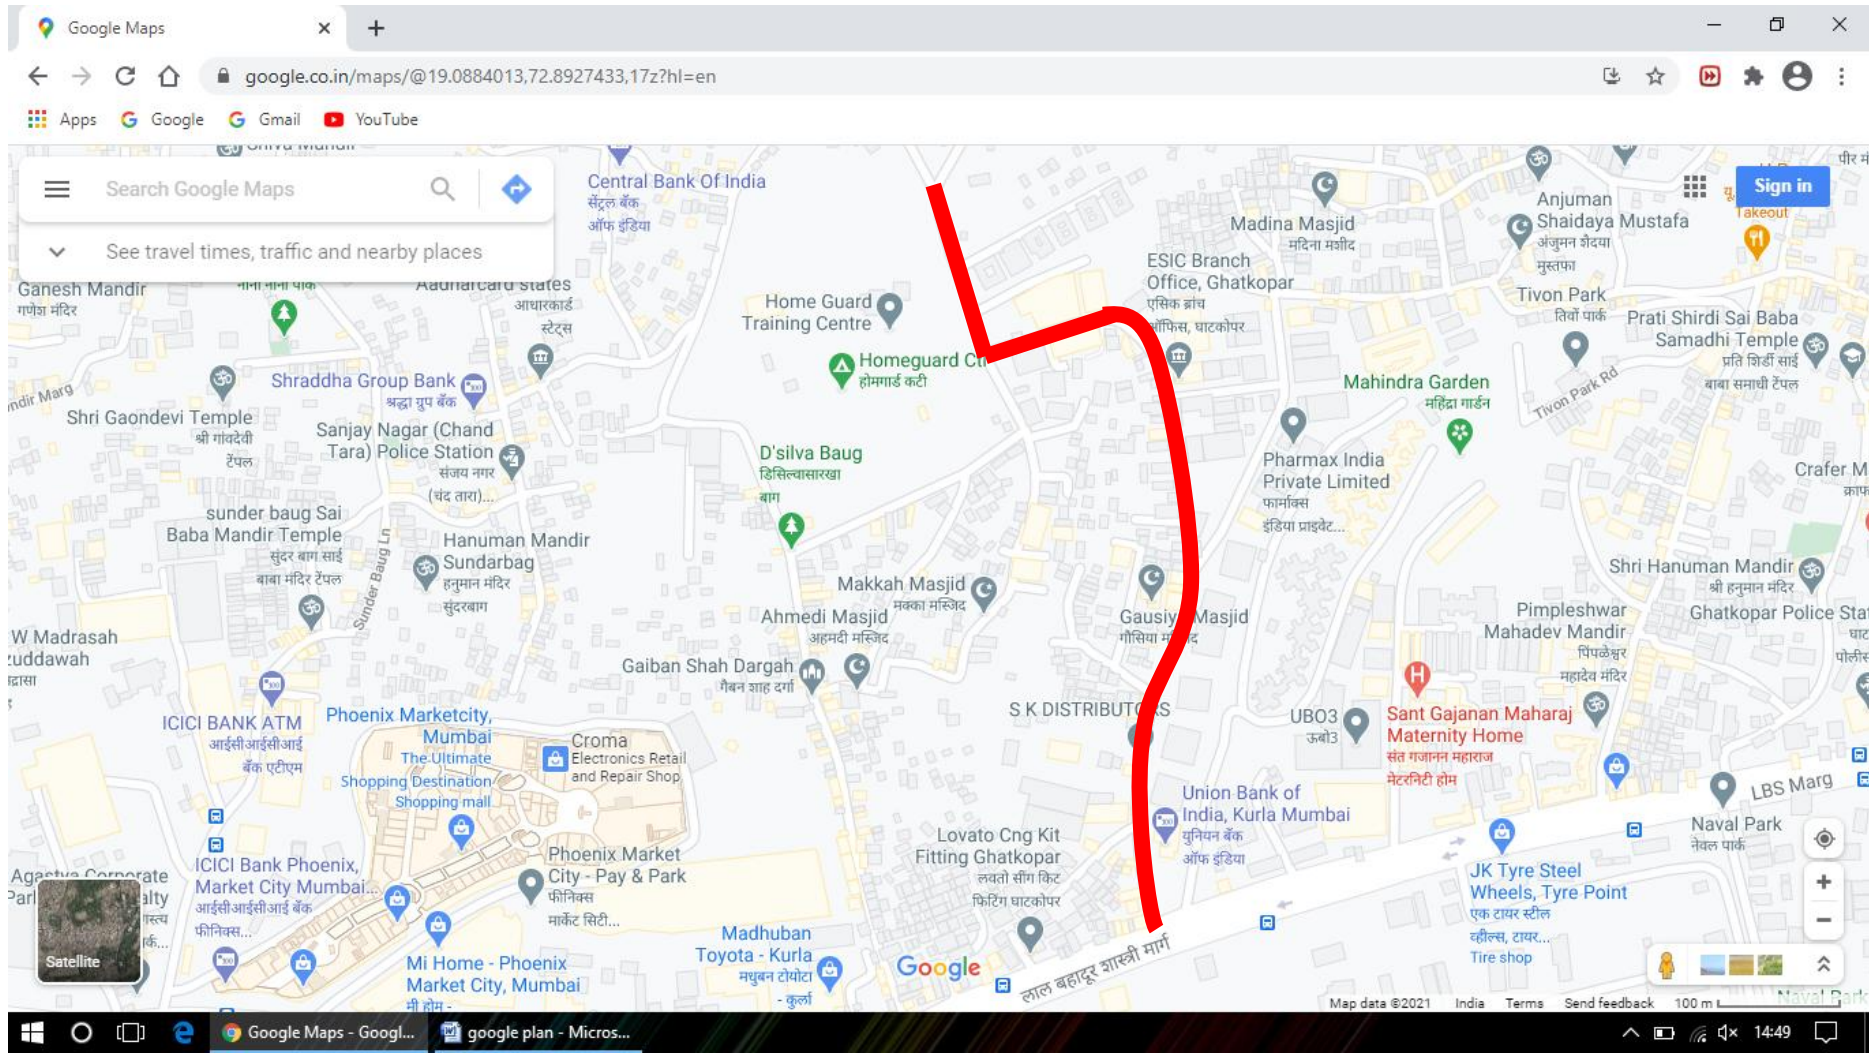 Google Maps
google.co.in/maps/@19.0884013,72.8927433,17z?hl=en
Apps
Google
Gmail
YouTube
Search Google Maps
See travel times, traffic and nearby places
Sign in
Central Bank Of India
सेंट्रल बँक
ऑफ इंडिया
Madina Masjid
मदिना मशीद
Anjuman
Shaidaya Mustafa
अंजुमन शैदया
मुस्तफा
Takeout
ESIC Branch
Office, Ghatkopar
एसिक ब्रांच
ऑफिस, घाटकोपर
Ganesh Mandir
गणेश मंदिर
Aadharcard states
आधारकार्ड
स्टेट्स
Home Guard
Training Centre
Tivon Park
तिवों पार्क
Prati Shirdi Sai Baba
Samadhi Temple
प्रति शिर्डी साई
बाबा समाधी टेंपल
Homeguard
होमगार्ड कटी
Shraddha Group Bank
श्रद्धा ग्रुप बँक
Mahindra Garden
महिंद्रा गार्डन
Tivon Park Rd
Shri Gaondevi Temple
श्री गांवदेवी
टेंपल
Sanjay Nagar (Chand
Tara) Police Station
संजय नगर
(चंद तारा)...
D'silva Baug
डिसिल्वासारखा
बाग
Pharmax India
Private Limited
फार्माक्स
इंडिया प्राइवेट...
Crafer M
sunder baug Sai
Baba Mandir Temple
सुंदर बाग साई
बाबा मंदिर टेंपल
Sunder Baug Ln
Hanuman Mandir
Sundarbag
हनुमान मंदिर
सुंदरबाग
Makkah Masjid
मक्का मस्जिद
Ahmedi Masjid
अहमदी मस्जिद
Masjid
Shri Hanuman Mandir
श्री हनुमान मंदिर
Pimpleshwar
Mahadev Mandir
पिंपळेश्वर
महादेव मंदिर
Ghatkopar Police Sta
W Madrasah
Gaiban Shah Dargah
गैबन शाह दर्गा
S K DISTRIBUTORS
UBO3
ऊबो3
Sant Gajanan Maharaj
Maternity Home
संत गजानन महाराज
मेटरनिटी होम
ICICI BANK ATM
आईसीआईसीआई
बँक एटीएम
Phoenix Marketcity,
Mumbai
The Ultimate
Shopping Destination
Shopping mall
Croma
Electronics Retail
and Repair Shop
Union Bank of
India, Kurla Mumbai
युनियन बँक
ऑफ इंडिया
LBS Marg
Naval Park
नेवल पार्क
Lovato Cng Kit
Fitting Ghatkopar
लवतो सींग किट
फिटिंग घाटकोपर
Phoenix Market
City - Pay & Park
फीनिक्स
मार्केट सिटी...
ICICI Bank Phoenix,
Market City Mumbai...
आईसीआईसीआई बँक
फीनिक्स...
JK Tyre Steel
Wheels, Tyre Point
एक टायर स्टील
व्हील्स, टायर...
Tire shop
Agastya Corporate
Satellite
Mi Home - Phoenix
Market City, Mumbai
मी होम -
Madhuban
Toyota - Kurla
मधुबन टोयोटा
- कुर्ला
Google
लाल बहादूर शास्त्री मार्ग
Map data ©2021 India Terms Send feedback 100 m
Naval Park
Google Maps - Googl...
google plan - Micros...
14:49